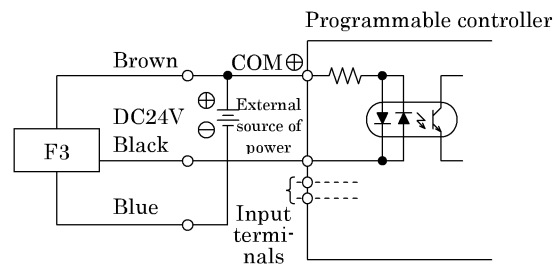 Programmable controller
Brown
COM ⊕
⊕
DC24V
External
source of
power
⊖
F3
Black
Blue
Input
termi-
nals